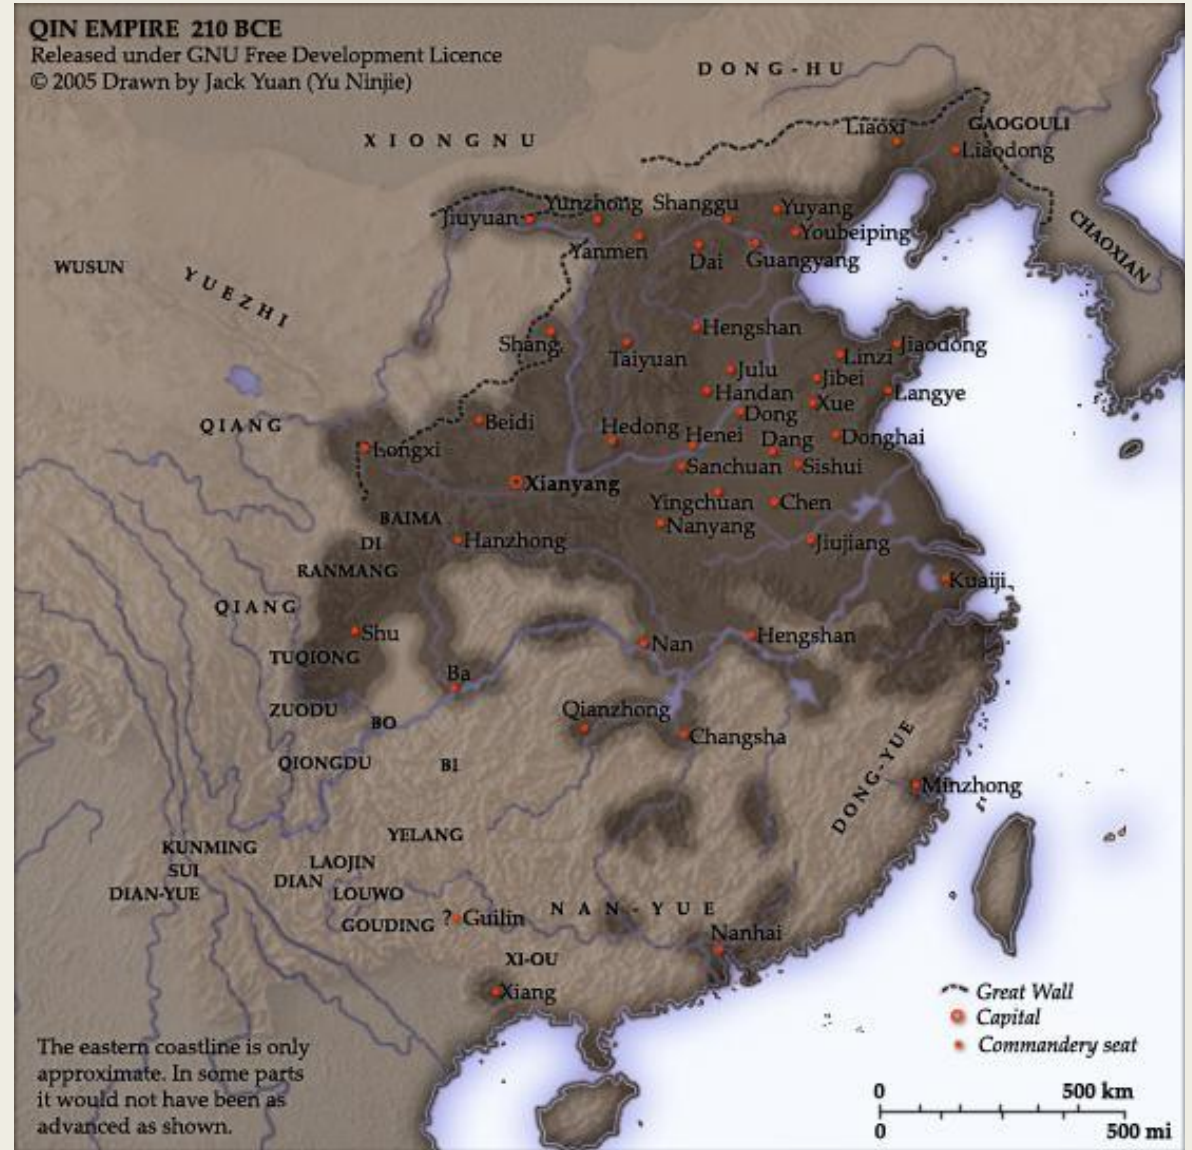 QIN EMPIRE 210 BCE
Released under GNU Free Development Licence
© 2005 Drawn by Jack Yuan (Yu Ninjie)
DONG-HU
XIONGNU
Liaoxi
GAOGOULI
Liaodong
Yunzhong
Shanggu
Yuyang
Jiuyuan
Youbeiping
CHAOXIAN
Yanmen
Dai
Guangyang
WUSUN
YUEZHI
Hengshan
Shang
Taiyuan
Linzi
Jiaodong
Julu
Jibei
Handan
Xue
Langye
Dong
QIANG
Beidi
Hedong
Henei
Dang
Donghai
Longxi
Sanchuan
Sishui
Xianyang
Yingchuan
Chen
BAIMA
Nanyang
DI
Hanzhong
Jiujiang
RANMANG
Kuaiji
QIANG
Shu
Nan
Hengshan
TUQIONG
Ba
ZUODU
BO
Qianzhong
Changsha
QIONGDU
BI
DONG-YUE
Minzhong
YELANG
KUNMING
SUI
LAOJIN
DIAN
DIAN-YUE
LOUWO
GOUDING
? Guilin
NAN-YUE
Nanhai
XI-OU
Xiang
Great Wall
Capital
Commandery seat
The eastern coastline is only
approximate. In some parts
it would not have been as
advanced as shown.
0 500 km
0 500 mi